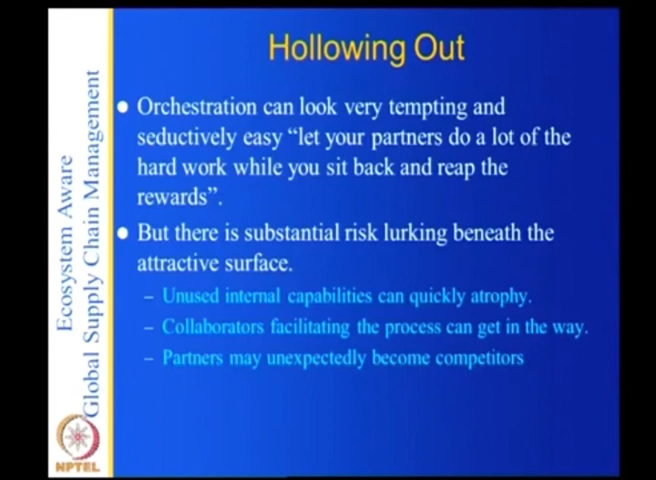 Hollowing Out
Orchestration can look very tempting and
seductively easy “let your partners do a lot of the
hard work while you sit back and reap the
rewards”.
But there is substantial risk lurking beneath the
attractive surface.
– Unused internal capabilities can quickly atrophy.
– Collaborators facilitating the process can get in the way.
– Partners may unexpectedly become competitors
Ecosystem Aware
Global Supply Chain Management
NPTEL